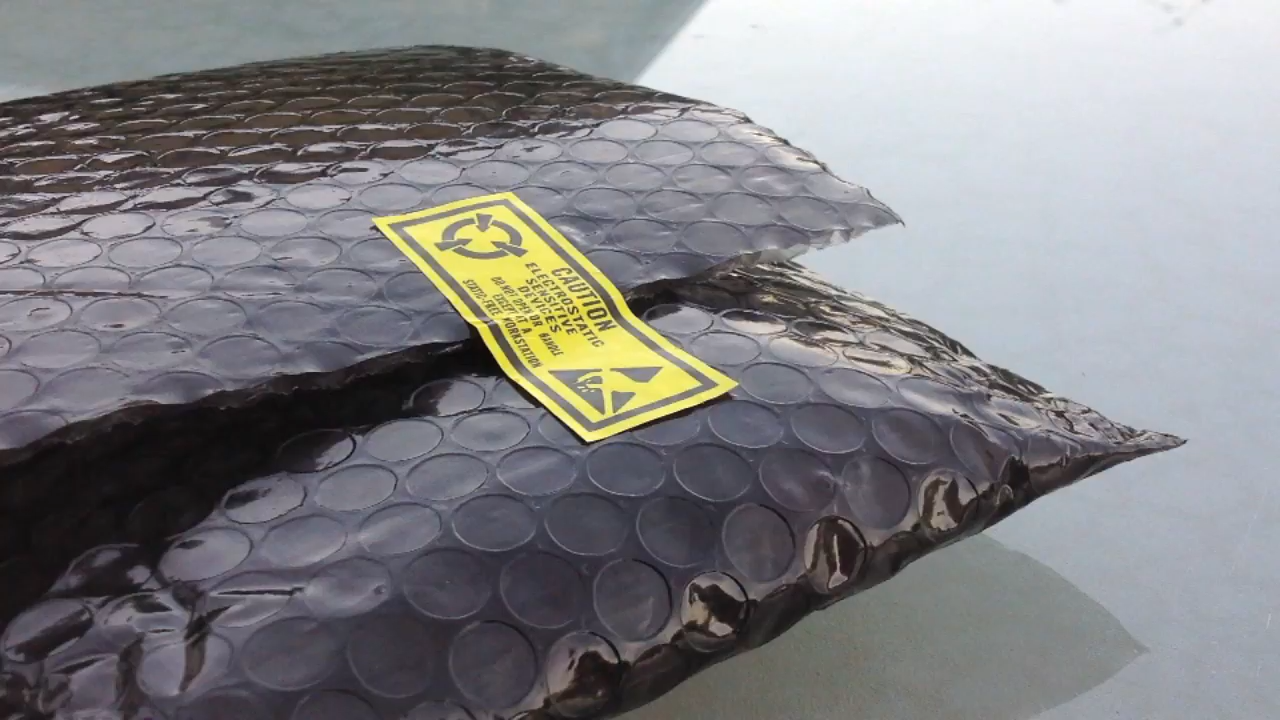 CAUTION
ELECTROSTATIC
SENSITIVE
DEVICES
DO NOT OPEN OR HANDLE
EXCEPT AT A
STATIC-FREE WORKSTATION